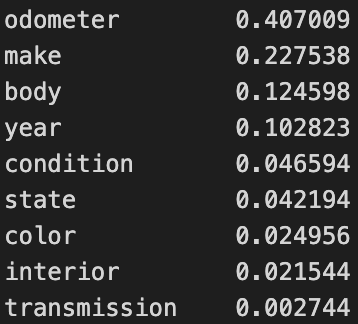 odometer 0.407009
make 0.227538
body 0.124598
year 0.102823
condition 0.046594
state 0.042194
color 0.024956
interior 0.021544
transmission 0.002744